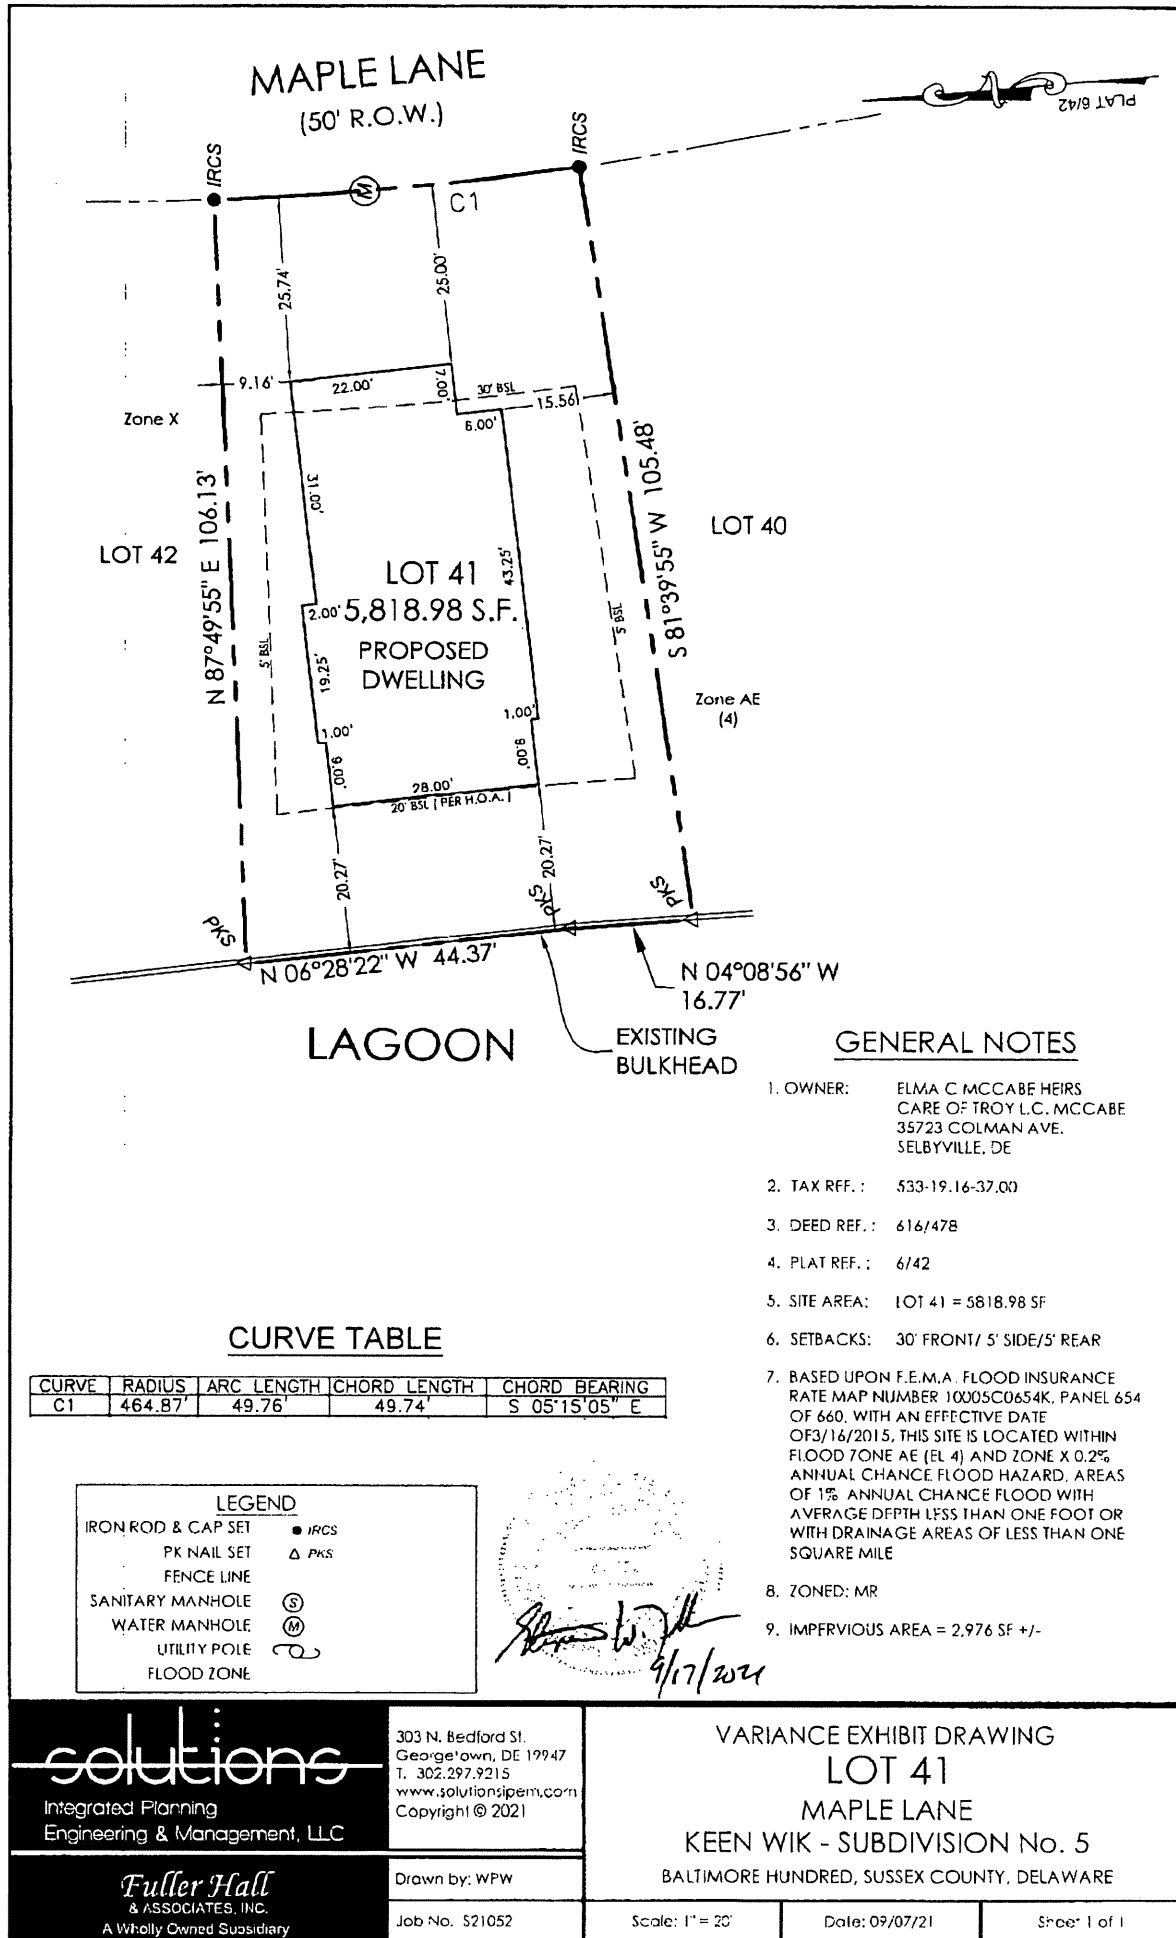 MAPLE LANE
(50' R.O.W.)
PLAT 6/42
IRCS
IRCS
M
C1
25.74'
25.00'
9.16'
22.00'
7.00'
30' BSL
15.56
6.00'
Zone X
31.00'
N 87°49'55" E 106.13'
S 81°39'55" W 105.48'
LOT 42
LOT 40
LOT 41
5,818.98 S.F.
PROPOSED
DWELLING
43.25'
2.00'
5' BSL
5' BSL
19.25'
Zone AE
(4)
1.00'
1.00'
9.00'
9.00'
28.00'
20' BSL ( PER H.O.A. )
20.27'
20.27'
PKS
PKS
PKS
N 06°28'22" W 44.37'
N 04°08'56" W
16.77'
LAGOON
EXISTING
BULKHEAD
GENERAL NOTES
1. OWNER: ELMA C MCCABE HEIRS
CARE OF TROY L.C. MCCABE
35723 COLMAN AVE.
SELBYVILLE, DE
2. TAX REF. : 533-19.16-37.00
3. DEED REF. : 616/478
4. PLAT REF. : 6/42
5. SITE AREA: LOT 41 = 5818.98 SF
6. SETBACKS: 30' FRONT/ 5' SIDE/5' REAR
7. BASED UPON F.E.M.A. FLOOD INSURANCE
RATE MAP NUMBER 10005C0654K, PANEL 654
OF 660, WITH AN EFFECTIVE DATE
OF3/16/2015, THIS SITE IS LOCATED WITHIN
FLOOD ZONE AE (EL 4) AND ZONE X 0.2%
ANNUAL CHANCE FLOOD HAZARD, AREAS
OF 1% ANNUAL CHANCE FLOOD WITH
AVERAGE DEPTH LESS THAN ONE FOOT OR
WITH DRAINAGE AREAS OF LESS THAN ONE
SQUARE MILE
8. ZONED: MR
9. IMPERVIOUS AREA = 2,976 SF +/-
CURVE TABLE
CURVE RADIUS ARC LENGTH CHORD LENGTH CHORD BEARING
C1 464.87' 49.76' 49.74' S 05°15'05" E
LEGEND
IRON ROD & CAP SET IRCS
PK NAIL SET PKS
FENCE LINE
SANITARY MANHOLE S
WATER MANHOLE M
UTILITY POLE
FLOOD ZONE
9/17/2021
solutions
Integrated Planning
Engineering & Management, LLC
Fuller Hall
& ASSOCIATES, INC.
A Wholly Owned Subsidiary
303 N. Bedford St.
Georgetown, DE 19947
T. 302.297.9215
www.solutionsipem.com
Copyright © 2021
Drawn by: WPW
Job No. S21052
VARIANCE EXHIBIT DRAWING
LOT 41
MAPLE LANE
KEEN WIK - SUBDIVISION No. 5
BALTIMORE HUNDRED, SUSSEX COUNTY, DELAWARE
Scale: 1" = 20'
Date: 09/07/21
Sheet 1 of 1